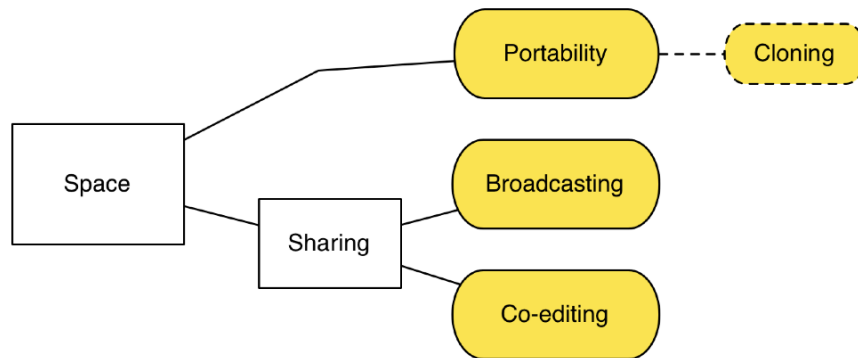 Portability
Cloning
Space
Broadcasting
Sharing
Co-editing